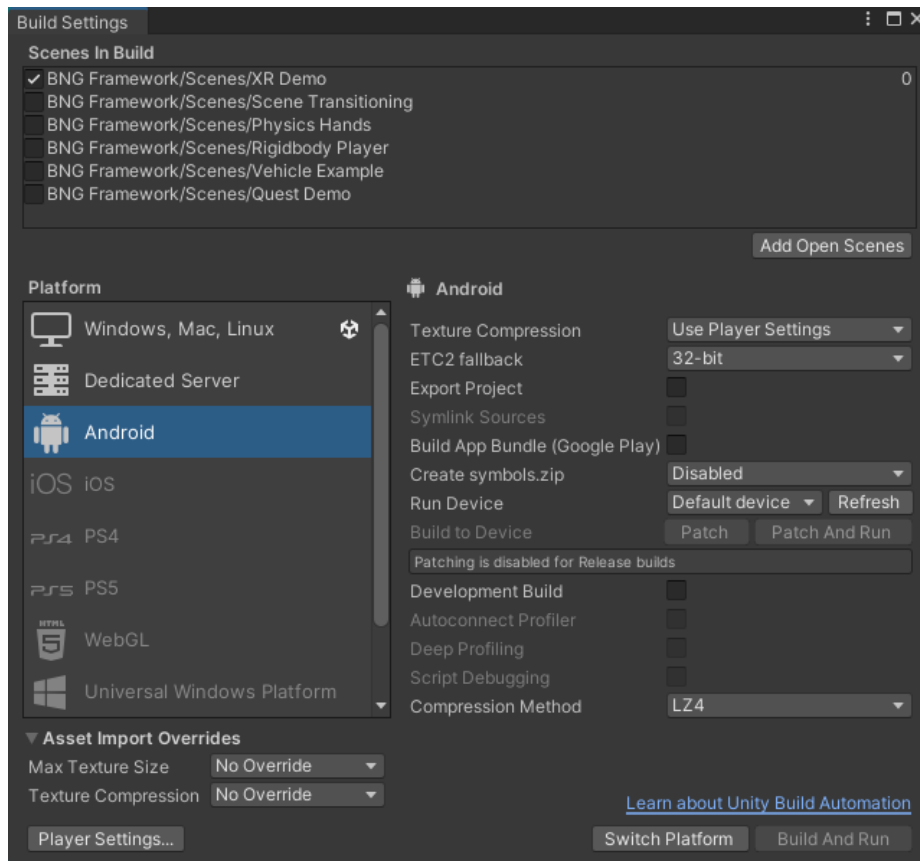 Build Settings
Scenes In Build
BNG Framework/Scenes/XR Demo 0
BNG Framework/Scenes/Scene Transitioning
BNG Framework/Scenes/Physics Hands
BNG Framework/Scenes/Rigidbody Player
BNG Framework/Scenes/Vehicle Example
BNG Framework/Scenes/Quest Demo
Add Open Scenes
Platform
Windows, Mac, Linux
Dedicated Server
Android
iOS iOS
PS4 PS4
PS5 PS5
HTML 5 WebGL
Universal Windows Platform
Android
Texture Compression Use Player Settings
ETC2 fallback 32-bit
Export Project
Symlink Sources
Build App Bundle (Google Play)
Create symbols.zip Disabled
Run Device Default device Refresh
Build to Device Patch Patch And Run
Patching is disabled for Release builds
Development Build
Autoconnect Profiler
Deep Profiling
Script Debugging
Compression Method LZ4
Asset Import Overrides
Max Texture Size No Override
Texture Compression No Override
Learn about Unity Build Automation
Player Settings... Switch Platform Build And Run